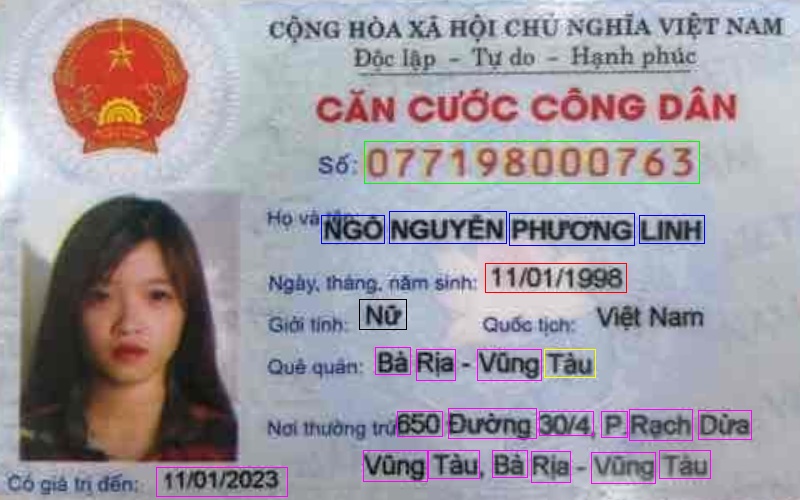 CỘNG HÒA XÃ HỘI CHỦ NGHĨA VIỆT NAM
Độc lập - Tự do - Hạnh phúc
CĂN CƯỚC CÔNG DÂN
Số: 077198000763
Họ và tên: NGÔ NGUYÊN PHƯƠNG LINH
Ngày, tháng, năm sinh: 11/01/1998
Giới tính: Nữ Quốc tịch: Việt Nam
Quê quán: Bà Rịa - Vũng Tàu
Nơi thường trú: 650 Đường 30/4, P.Rạch Dừa
Vũng Tàu, Bà Rịa - Vũng Tàu
Có giá trị đến: 11/01/2023